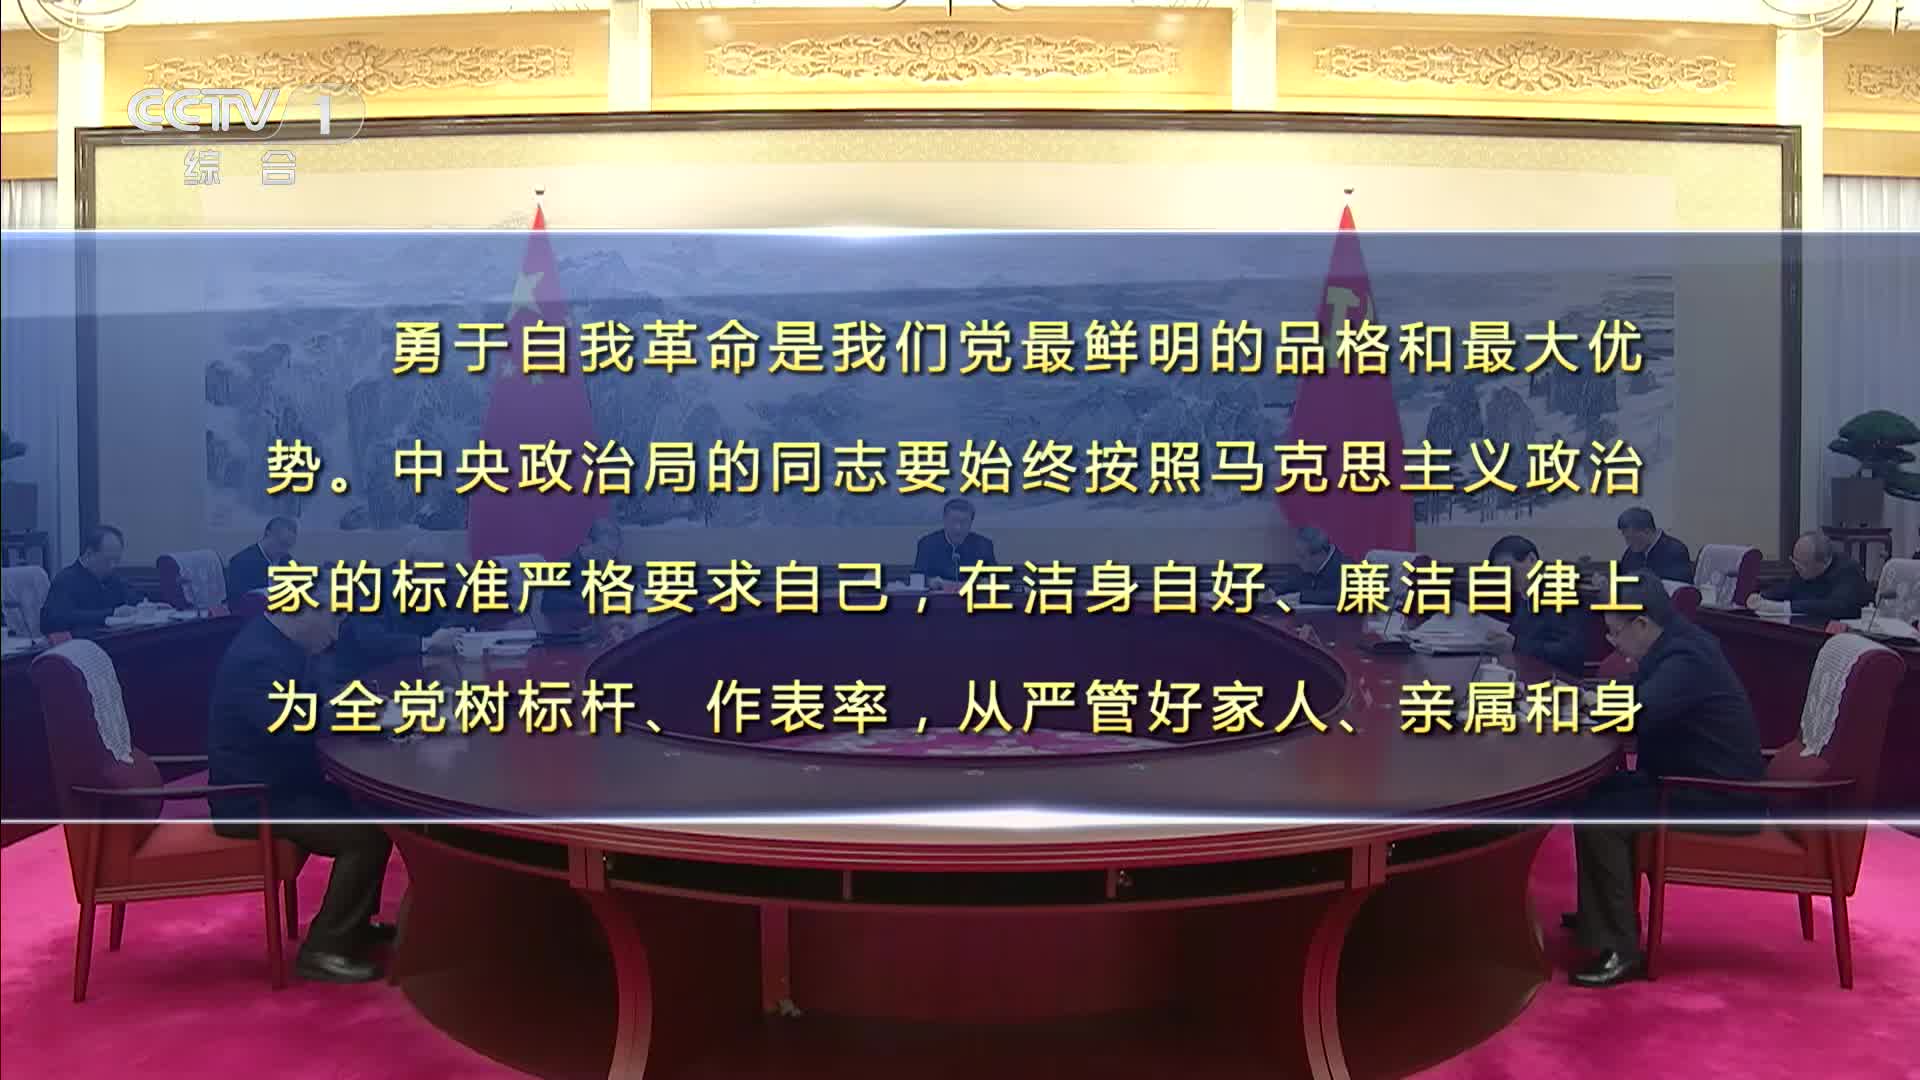 CCTV 1
综合
勇于自我革命是我们党最鲜明的品格和最大优
势。中央政治局的同志要始终按照马克思主义政治
家的标准严格要求自己，在洁身自好、廉洁自律上
为全党树标杆、作表率，从严管好家人、亲属和身